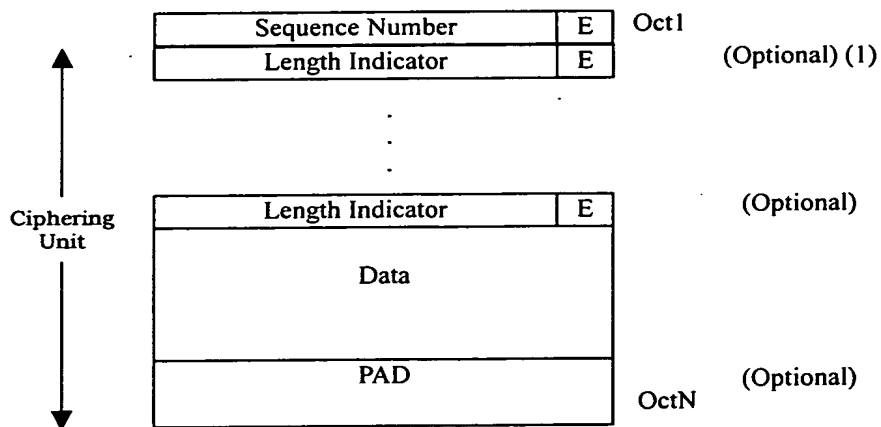 Sequence Number E Oct1
Length Indicator E (Optional) (1)
Length Indicator E (Optional)
Ciphering
Unit
Data
PAD (Optional)
OctN